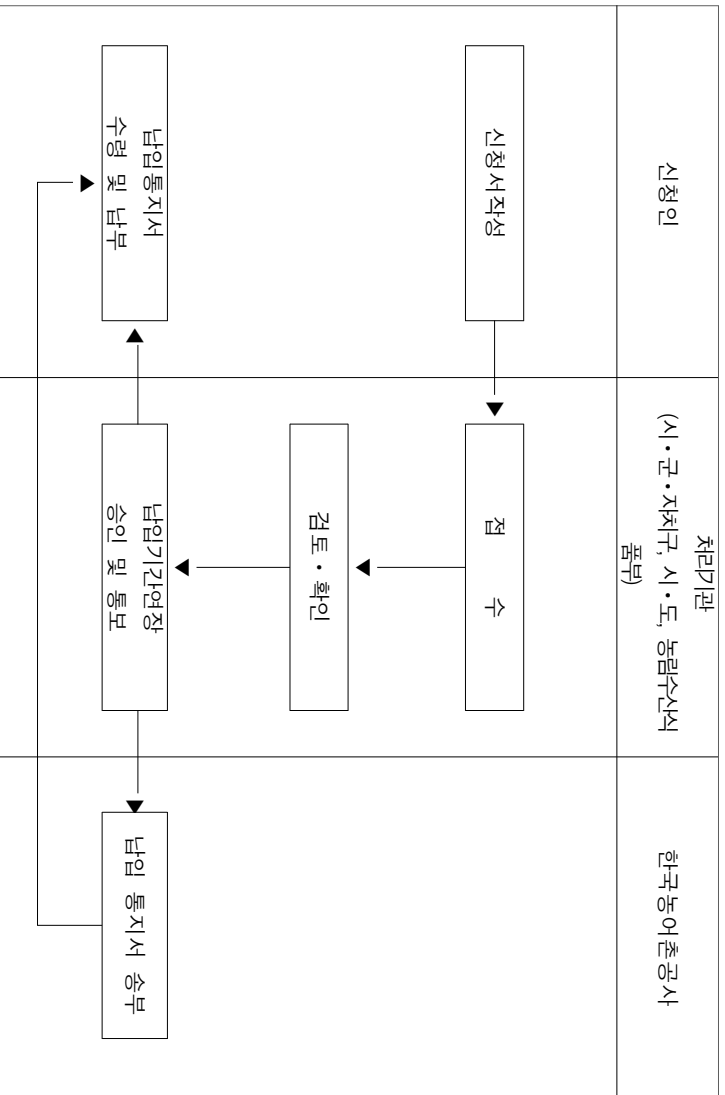 신청인
처리기관
(시·군·자치구, 시·도, 농림수산식
품부)
한국농어촌공사
신청서작성
접 수
검토·확인
납입기간연장
승인 및 통보
납입통지서
수령 및 납부
납입 통지서 송부